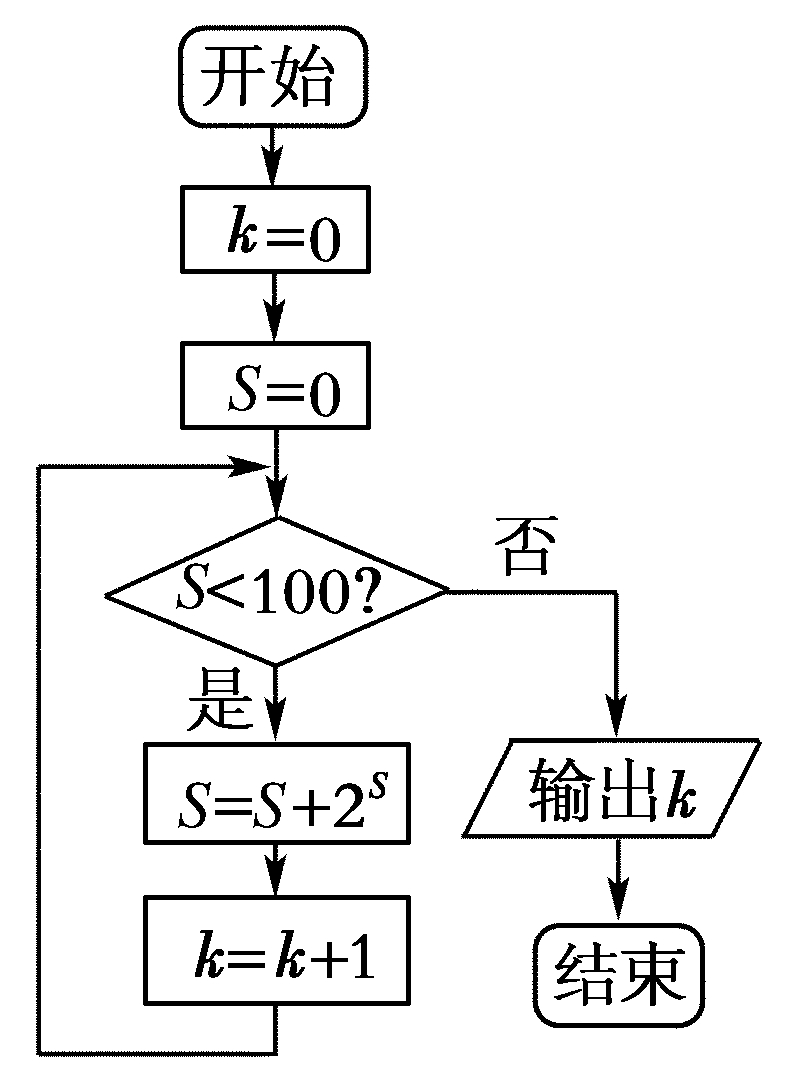 开始
k=0
S=0
S<100?
否
是
S=S+2^S
输出k
k=k+1
结束